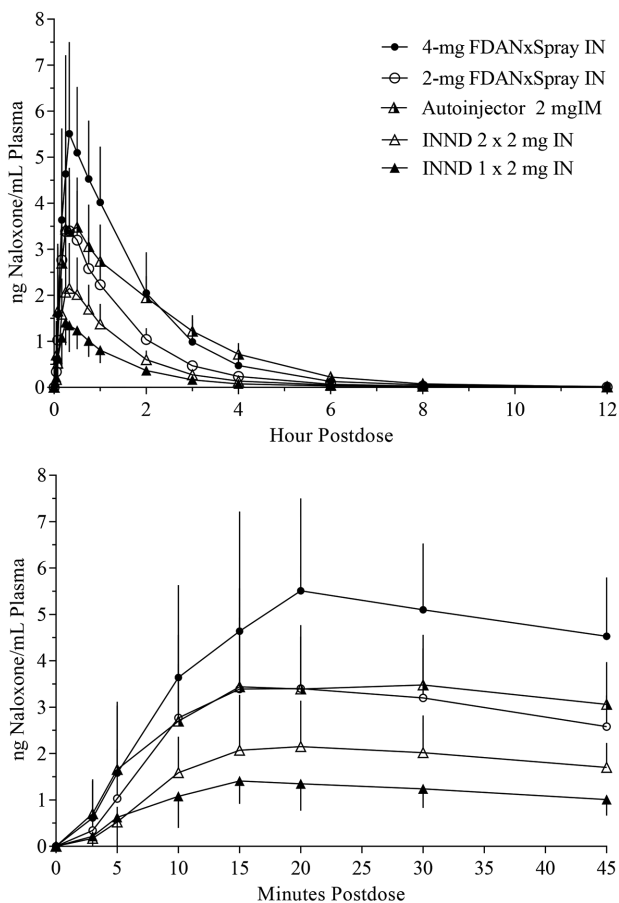 8
7
6
5
4
3
2
1
0
ng Naloxone/mL Plasma
4-mg FDANxSpray IN
2-mg FDANxSpray IN
Autoinjector 2 mgIM
INND 2 x 2 mg IN
INND 1 x 2 mg IN
0 2 4 6 8 10 12
Hour Postdose
8
7
6
5
4
3
2
1
0
ng Naloxone/mL Plasma
0 5 10 15 20 25 30 35 40 45
Minutes Postdose